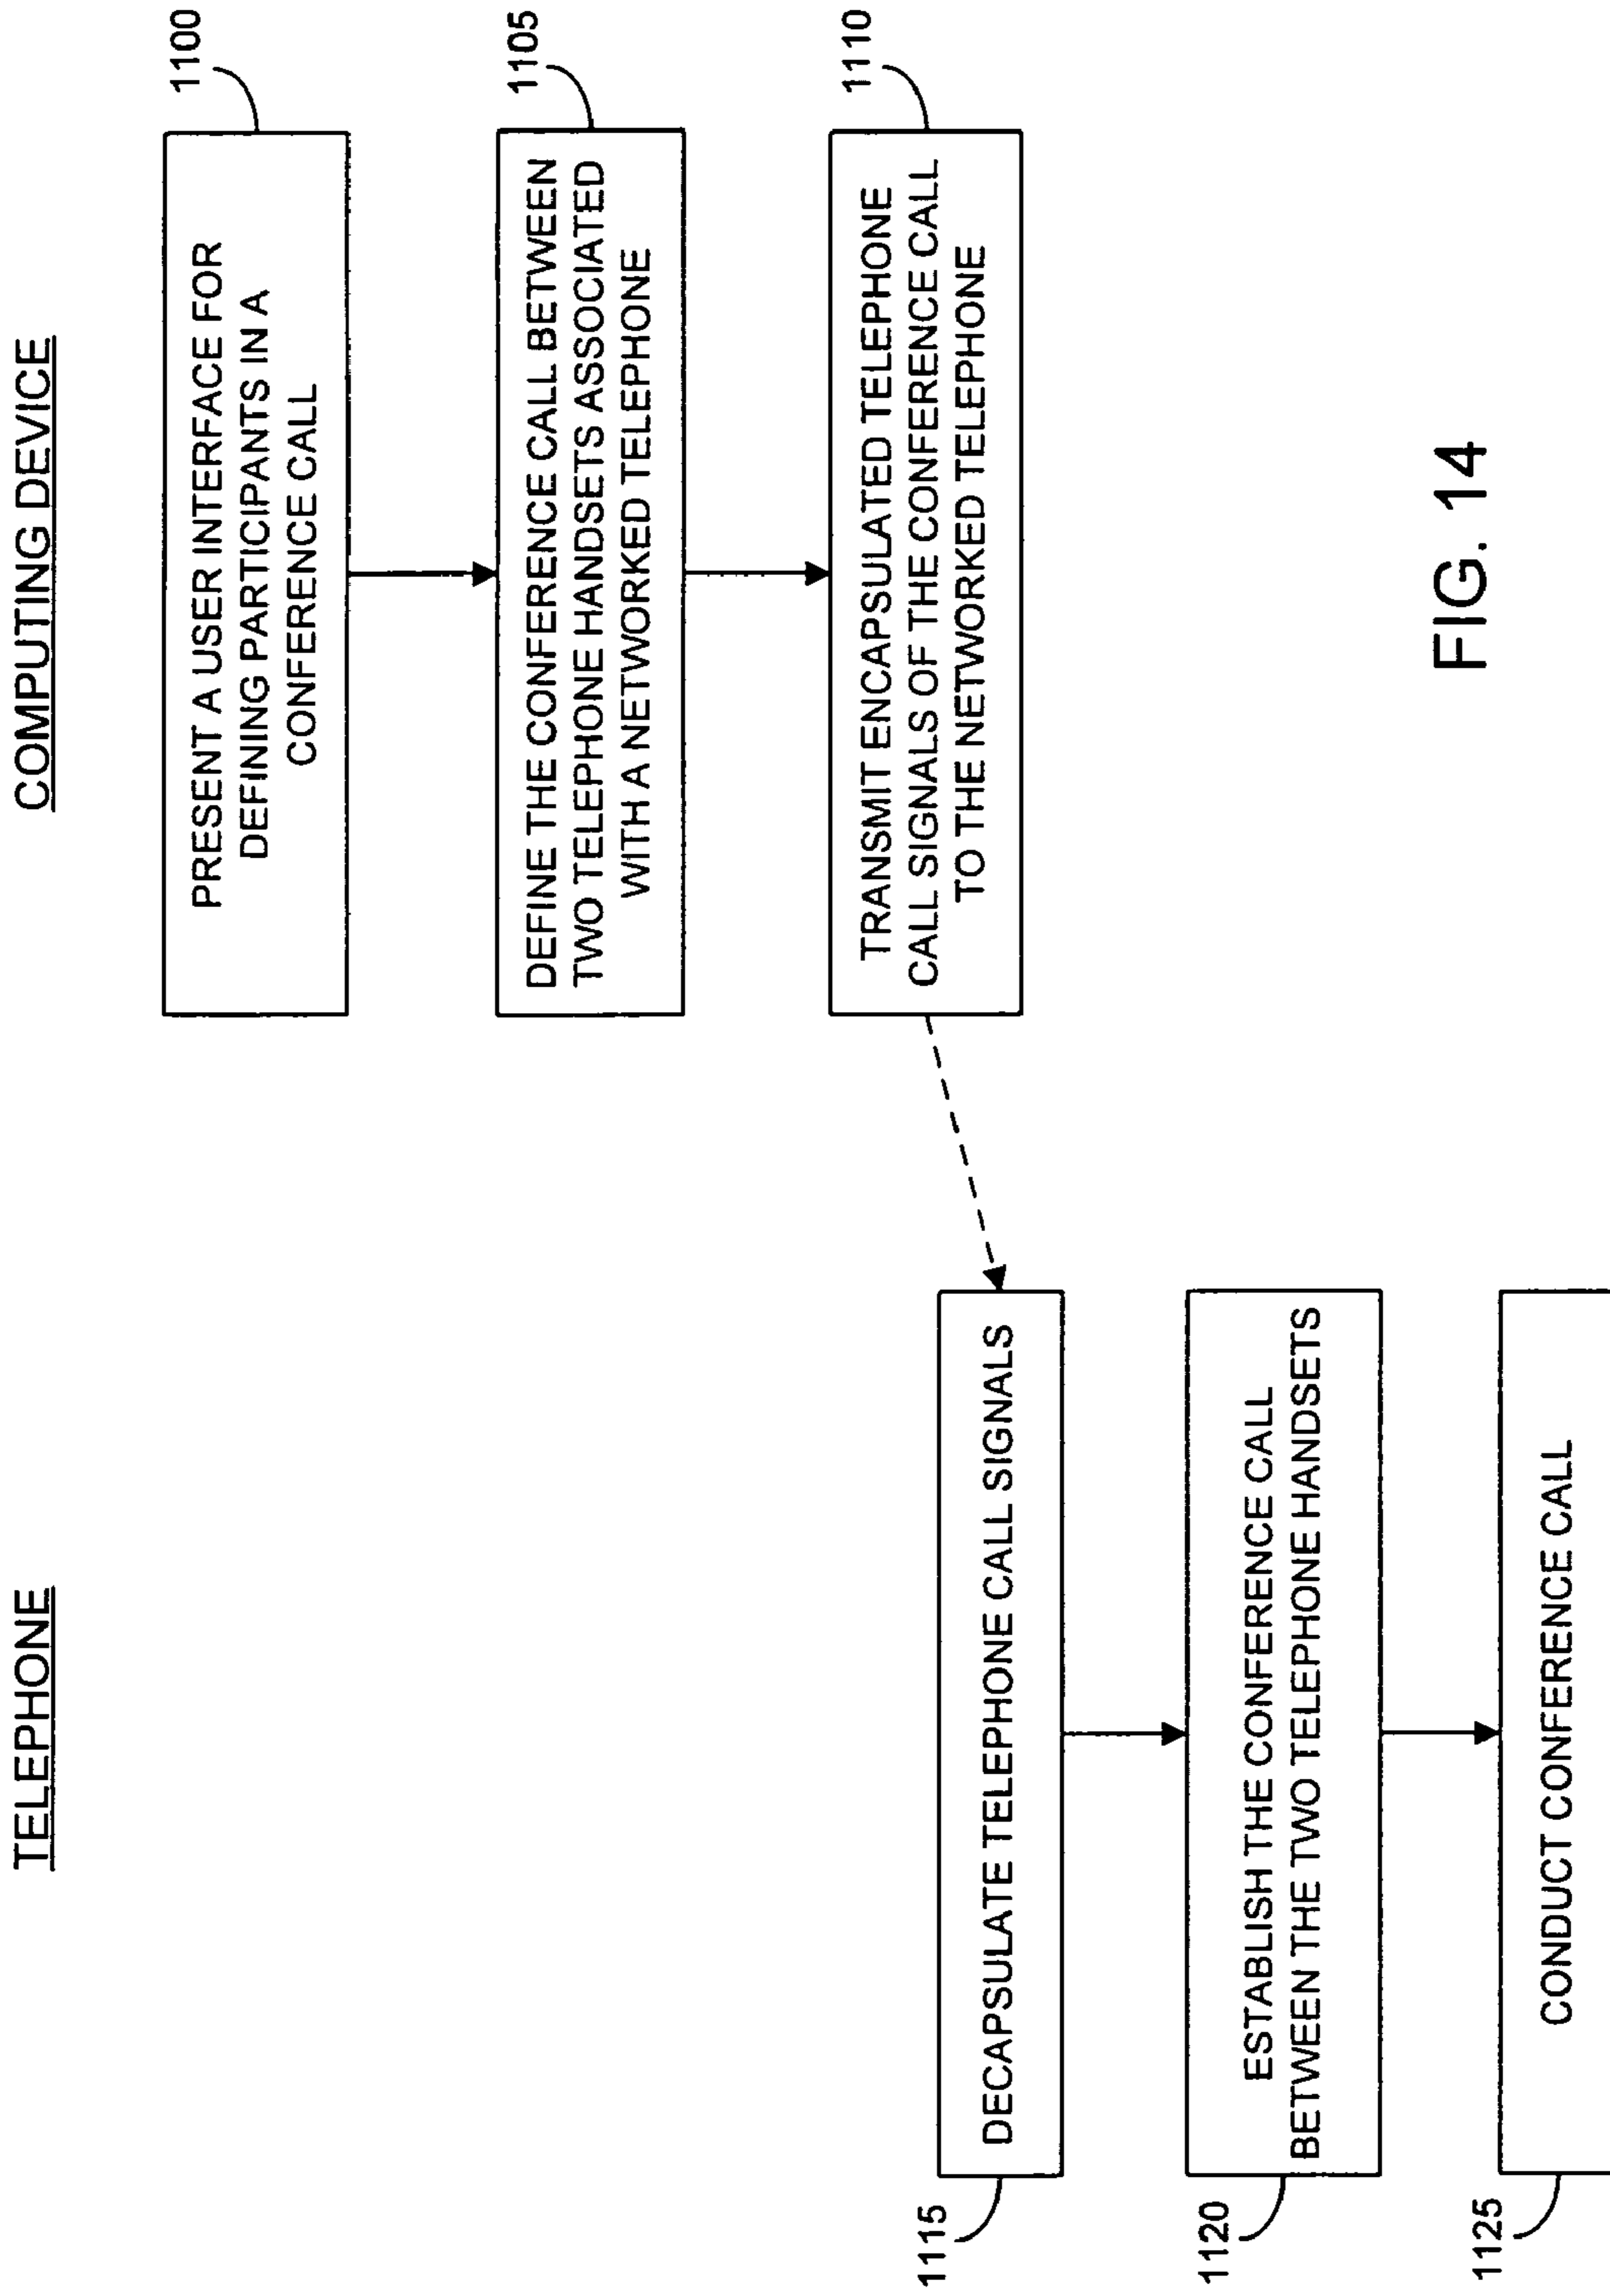 TELEPHONE
COMPUTING DEVICE
1100
PRESENT A USER INTERFACE FOR
DEFINING PARTICIPANTS IN A
CONFERENCE CALL
1105
DEFINE THE CONFERENCE CALL BETWEEN
TWO TELEPHONE HANDSETS ASSOCIATED
WITH A NETWORKED TELEPHONE
1110
TRANSMIT ENCAPSULATED TELEPHONE
CALL SIGNALS OF THE CONFERENCE CALL
TO THE NETWORKED TELEPHONE
1115
DECAPSULATE TELEPHONE CALL SIGNALS
1120
ESTABLISH THE CONFERENCE CALL
BETWEEN THE TWO TELEPHONE HANDSETS
1125
CONDUCT CONFERENCE CALL
FIG. 14